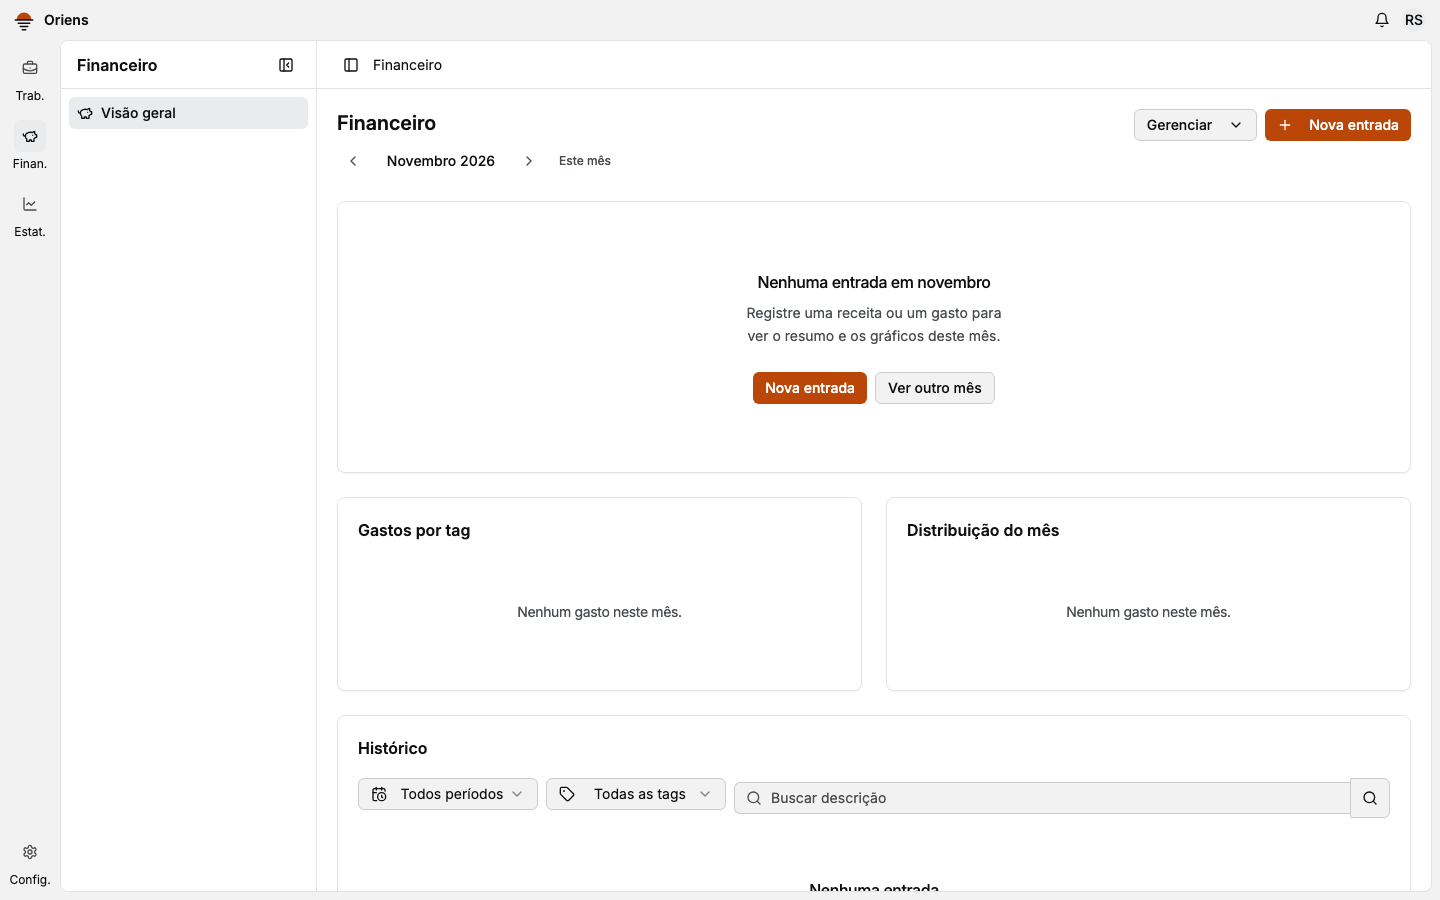 Oriens
RS
Trab.
Finan.
Estat.
Config.
Financeiro
Visão geral
Financeiro
Financeiro
Gerenciar
Nova entrada
Novembro 2026
Este mês
Nenhuma entrada em novembro
Registre uma receita ou um gasto para
ver o resumo e os gráficos deste mês.
Nova entrada
Ver outro mês
Gastos por tag
Nenhum gasto neste mês.
Distribuição do mês
Nenhum gasto neste mês.
Histórico
Todos períodos
Todas as tags
Buscar descrição
Nenhuma entrada